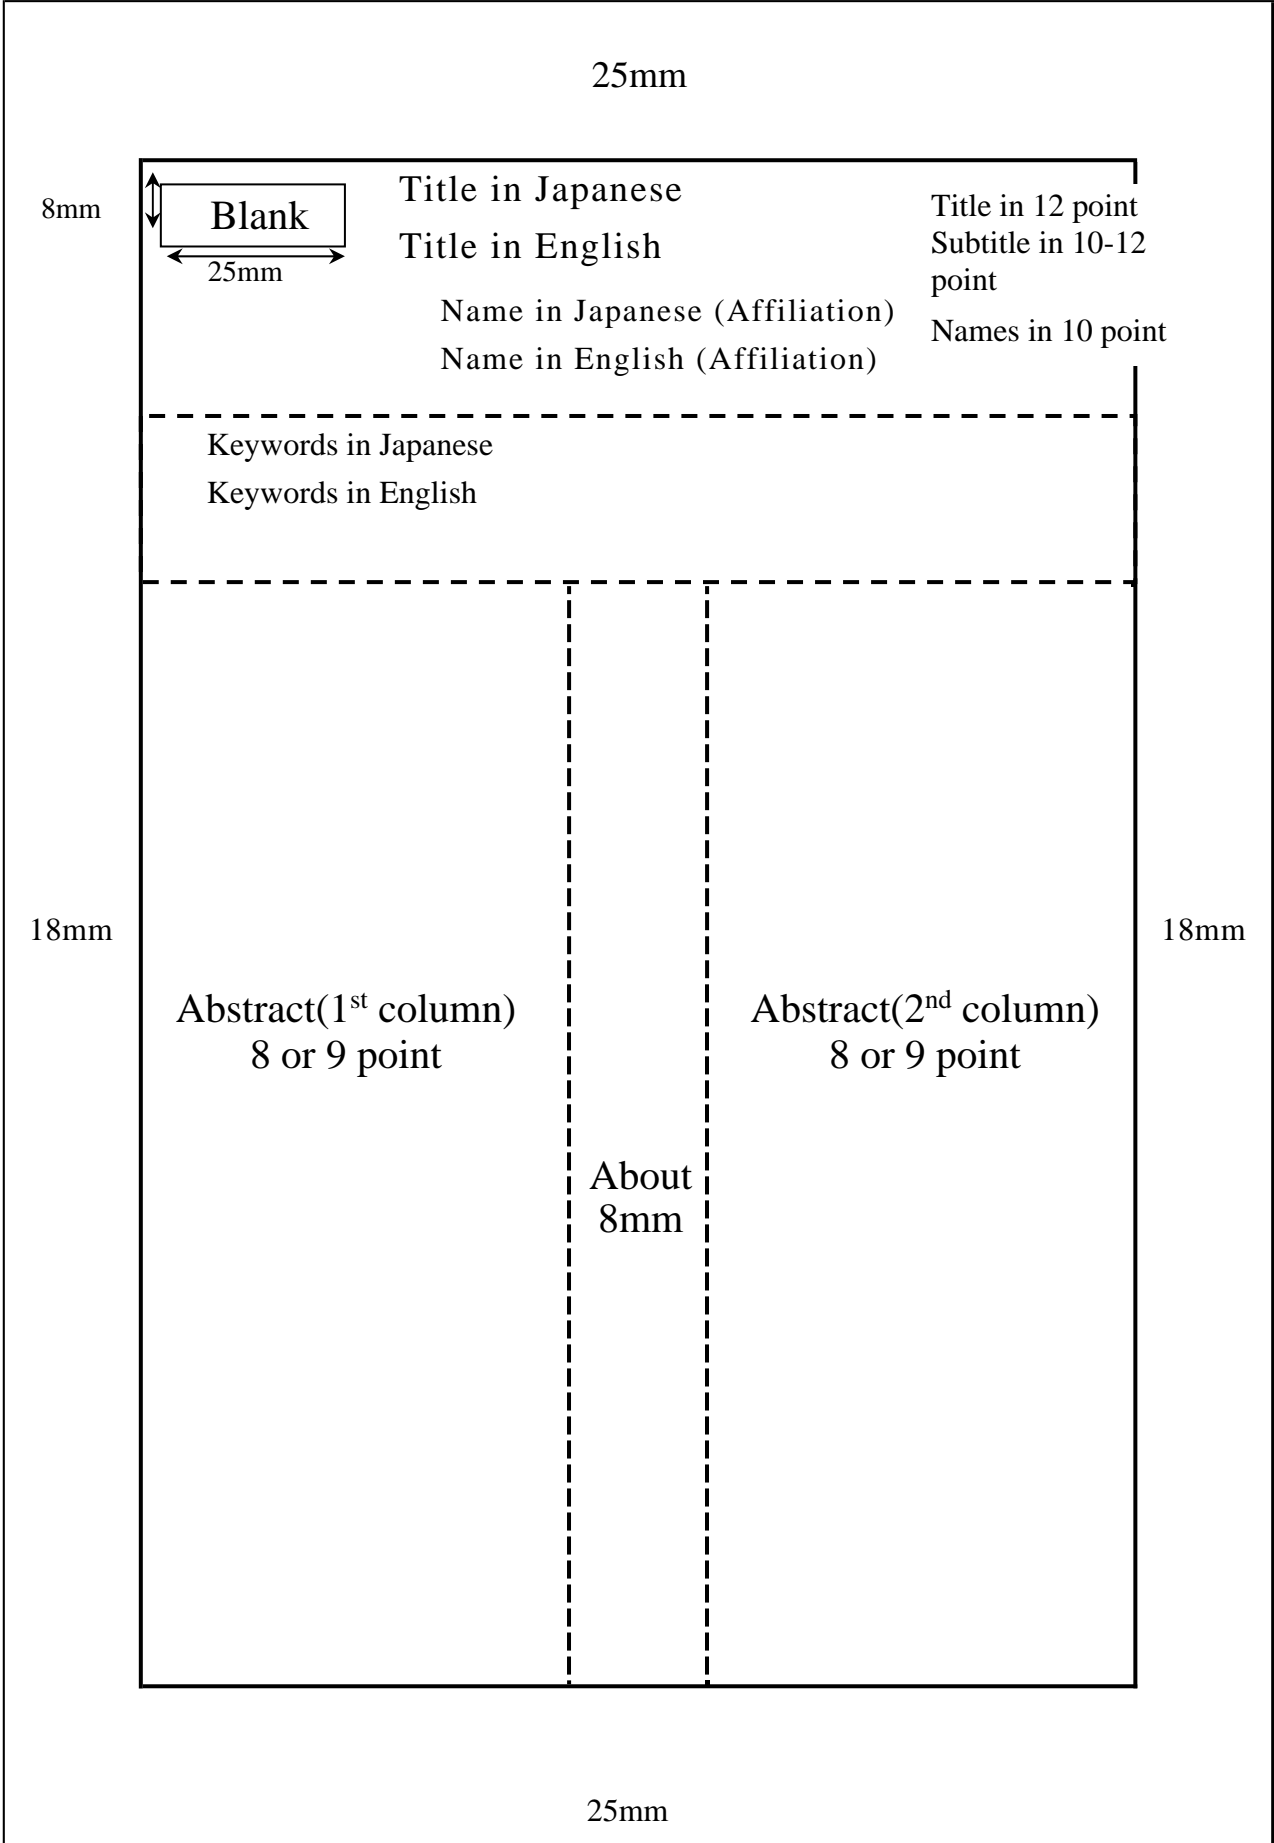 25mm
8mm
Blank
25mm
Title in Japanese
Title in English
Name in Japanese (Affiliation)
Name in English (Affiliation)
Title in 12 point
Subtitle in 10-12
point
Names in 10 point
Keywords in Japanese
Keywords in English
18mm
Abstract(1st column)
8 or 9 point
About
8mm
Abstract(2nd column)
8 or 9 point
18mm
25mm